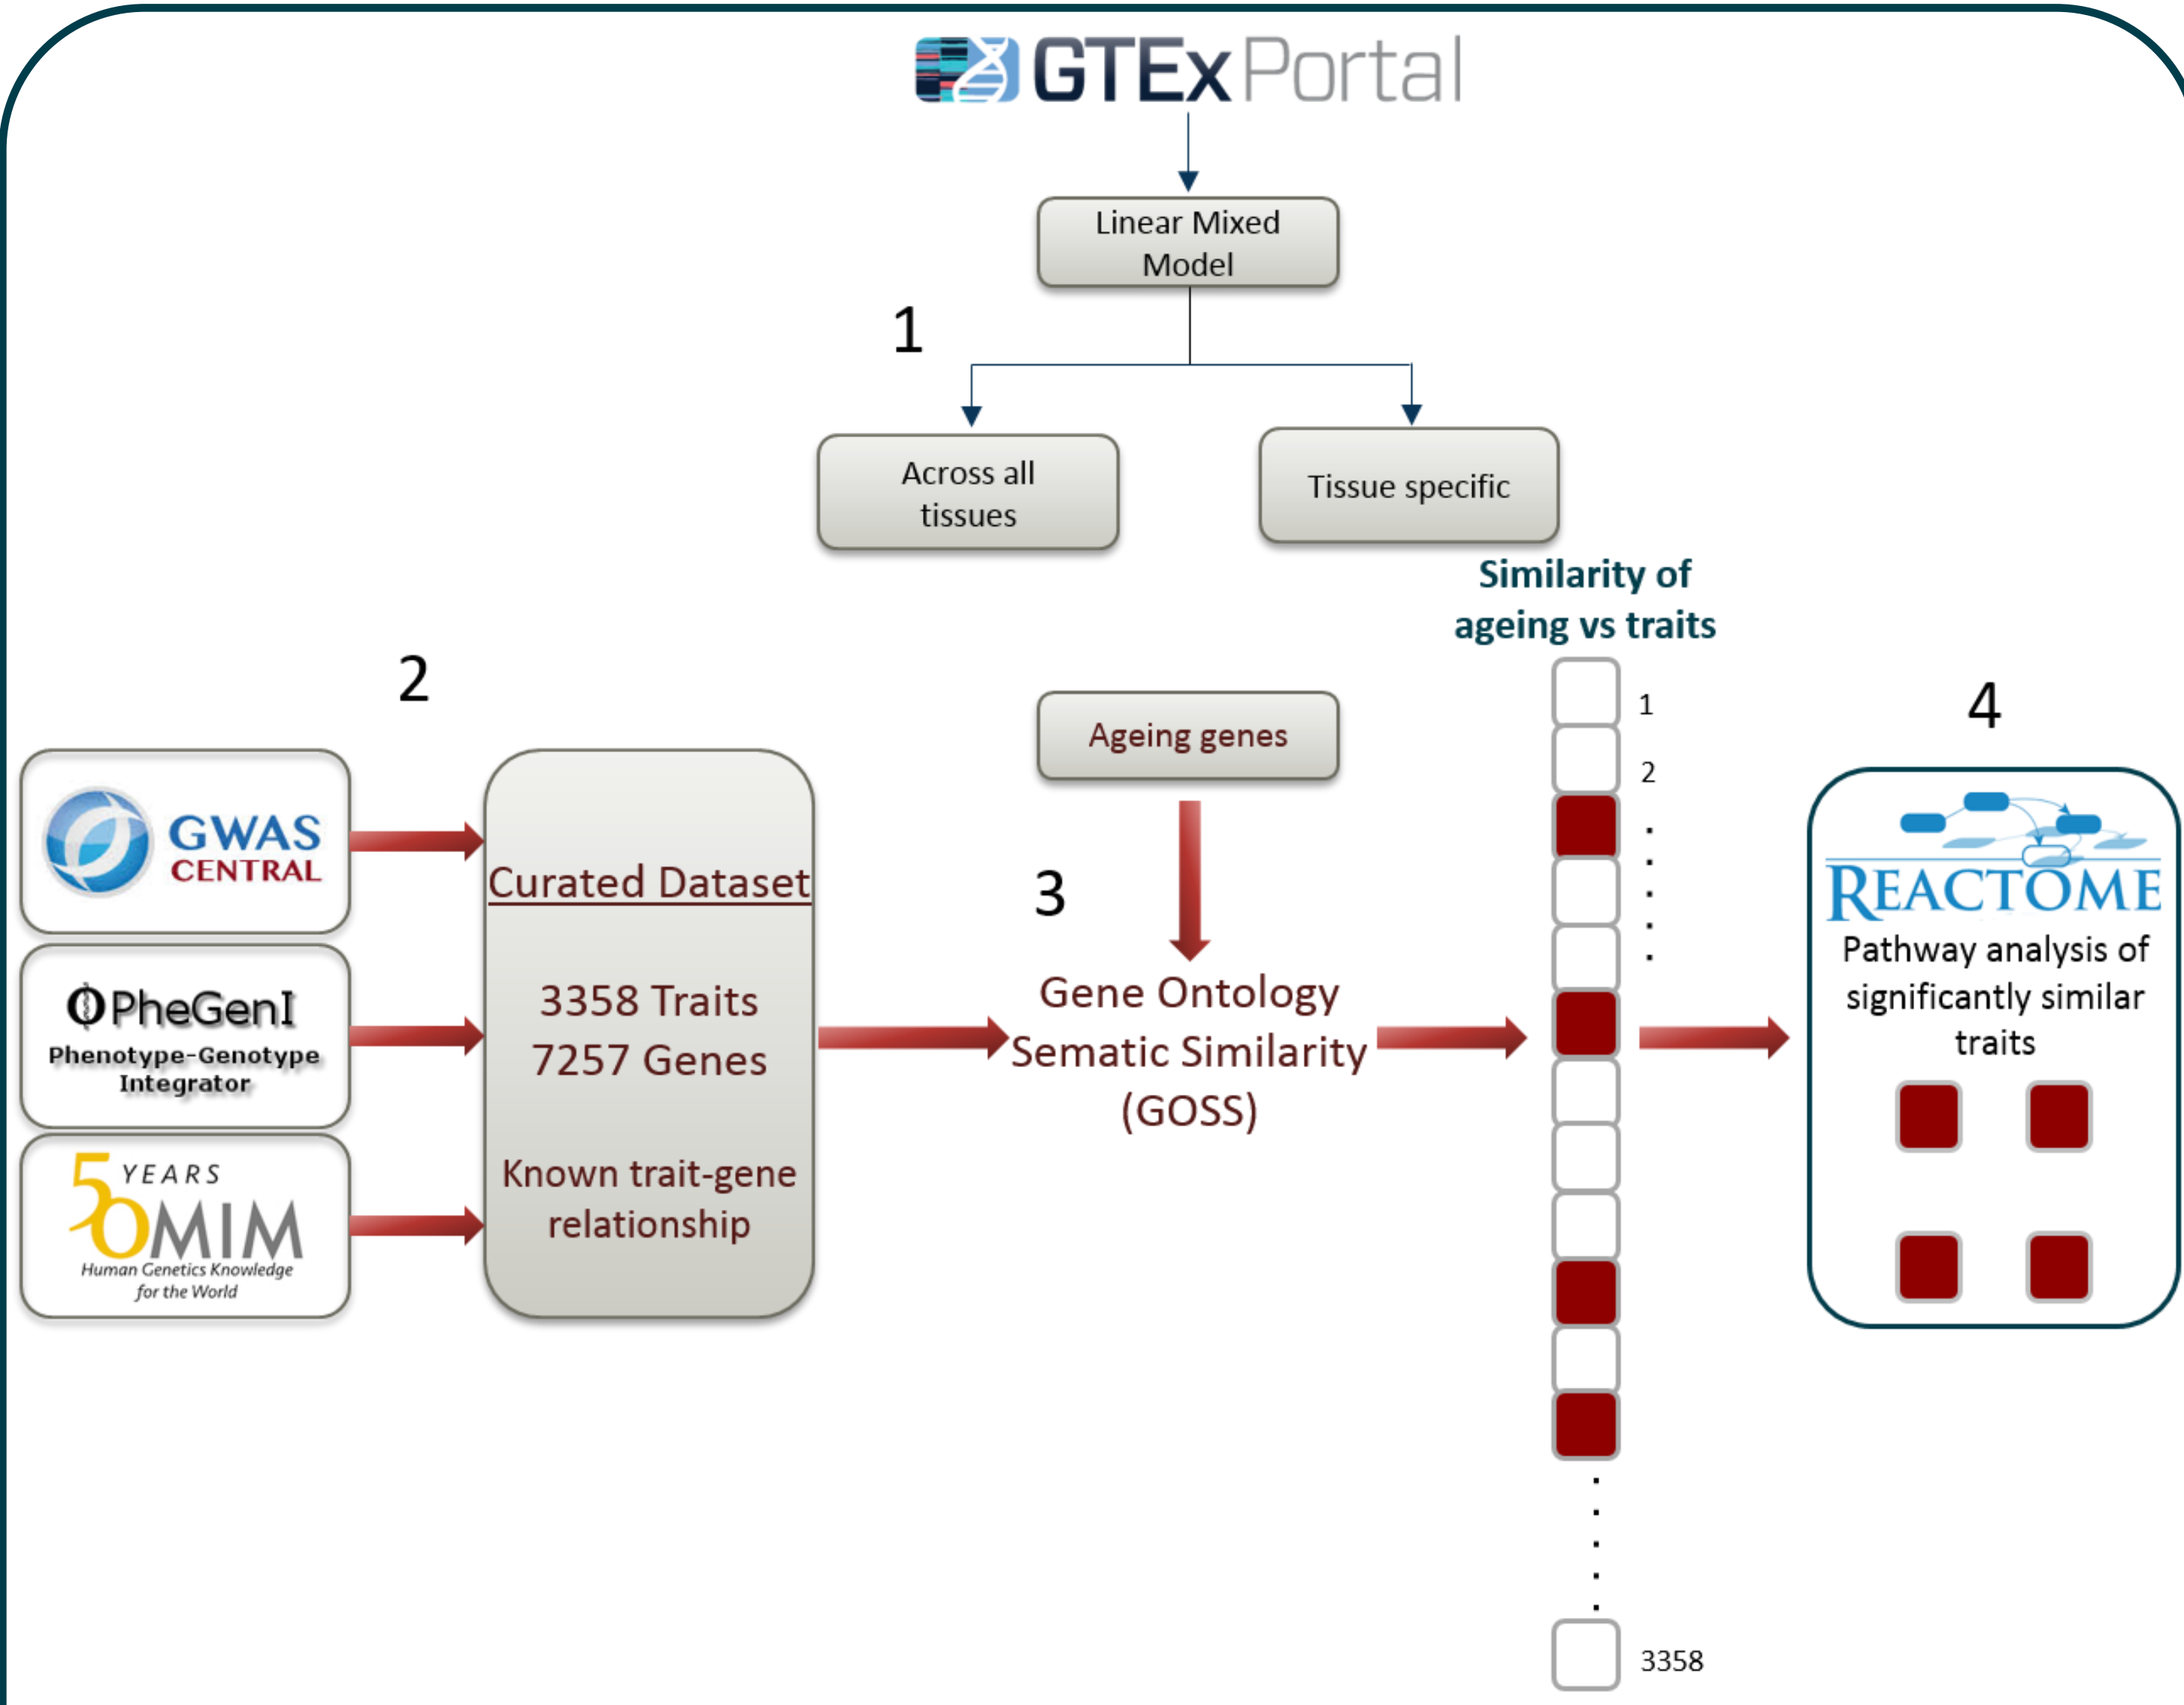 GTEx Portal
Linear Mixed
Model
1
Across all
tissues
Tissue specific
Similarity of
ageing vs traits
2
GWAS
CENTRAL
PheGenI
Phenotype-Genotype
Integrator
50 YEARS
OMIM
Human Genetics Knowledge
for the World
Curated Dataset
3358 Traits
7257 Genes
Known trait-gene
relationship
Ageing genes
3
Gene Ontology
Sematic Similarity
(GOSS)
1
2
3358
4
REACTOME
Pathway analysis of
significantly similar
traits